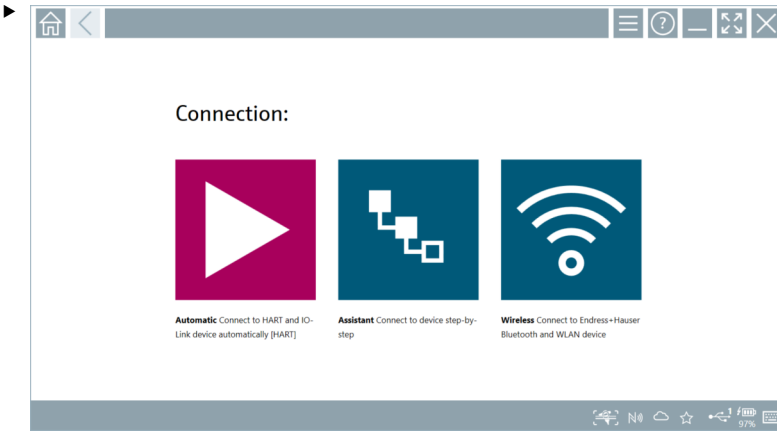 Connection:
Automatic Connect to HART and IO-
Link device automatically [HART]
Assistant Connect to device step-by-
step
Wireless Connect to Endress+Hauser
Bluetooth and WLAN device
1
97%